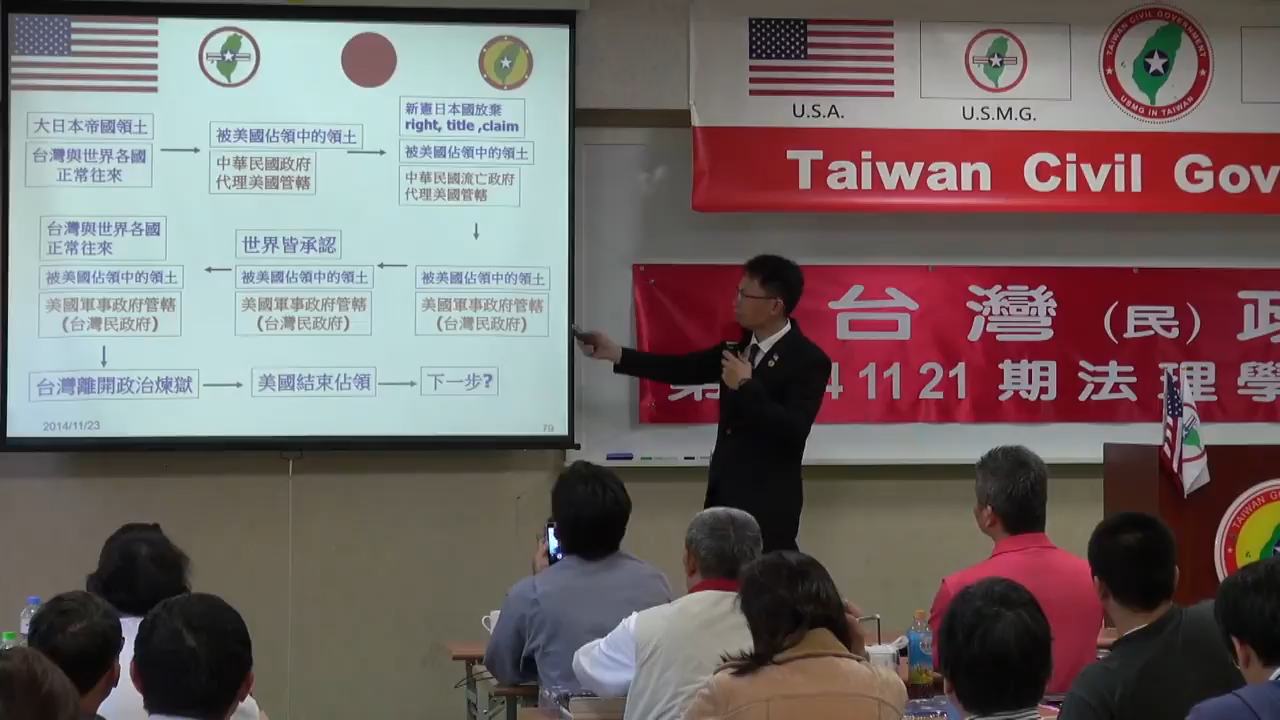 大日本帝國領土
台灣與世界各國
正常往來
被美國佔領中的領土
中華民國政府
代理美國管轄
新憲日本國放棄
right, title ,claim
被美國佔領中的領土
中華民國流亡政府
代理美國管轄
台灣與世界各國
正常往來
被美國佔領中的領土
美國軍事政府管轄
(台灣民政府)
世界皆承認
被美國佔領中的領土
美國軍事政府管轄
(台灣民政府)
被美國佔領中的領土
美國軍事政府管轄
(台灣民政府)
台灣離開政治煉獄
美國結束佔領
下一步?
2014/11/23
79
U.S.A.
U.S.M.G.
TAIWAN CIVIL GOVERNMENT
USMG IN TAIWAN
Taiwan Civil Gov
台灣(民)政
第 4 11 21 期法理學
TAIWAN GO